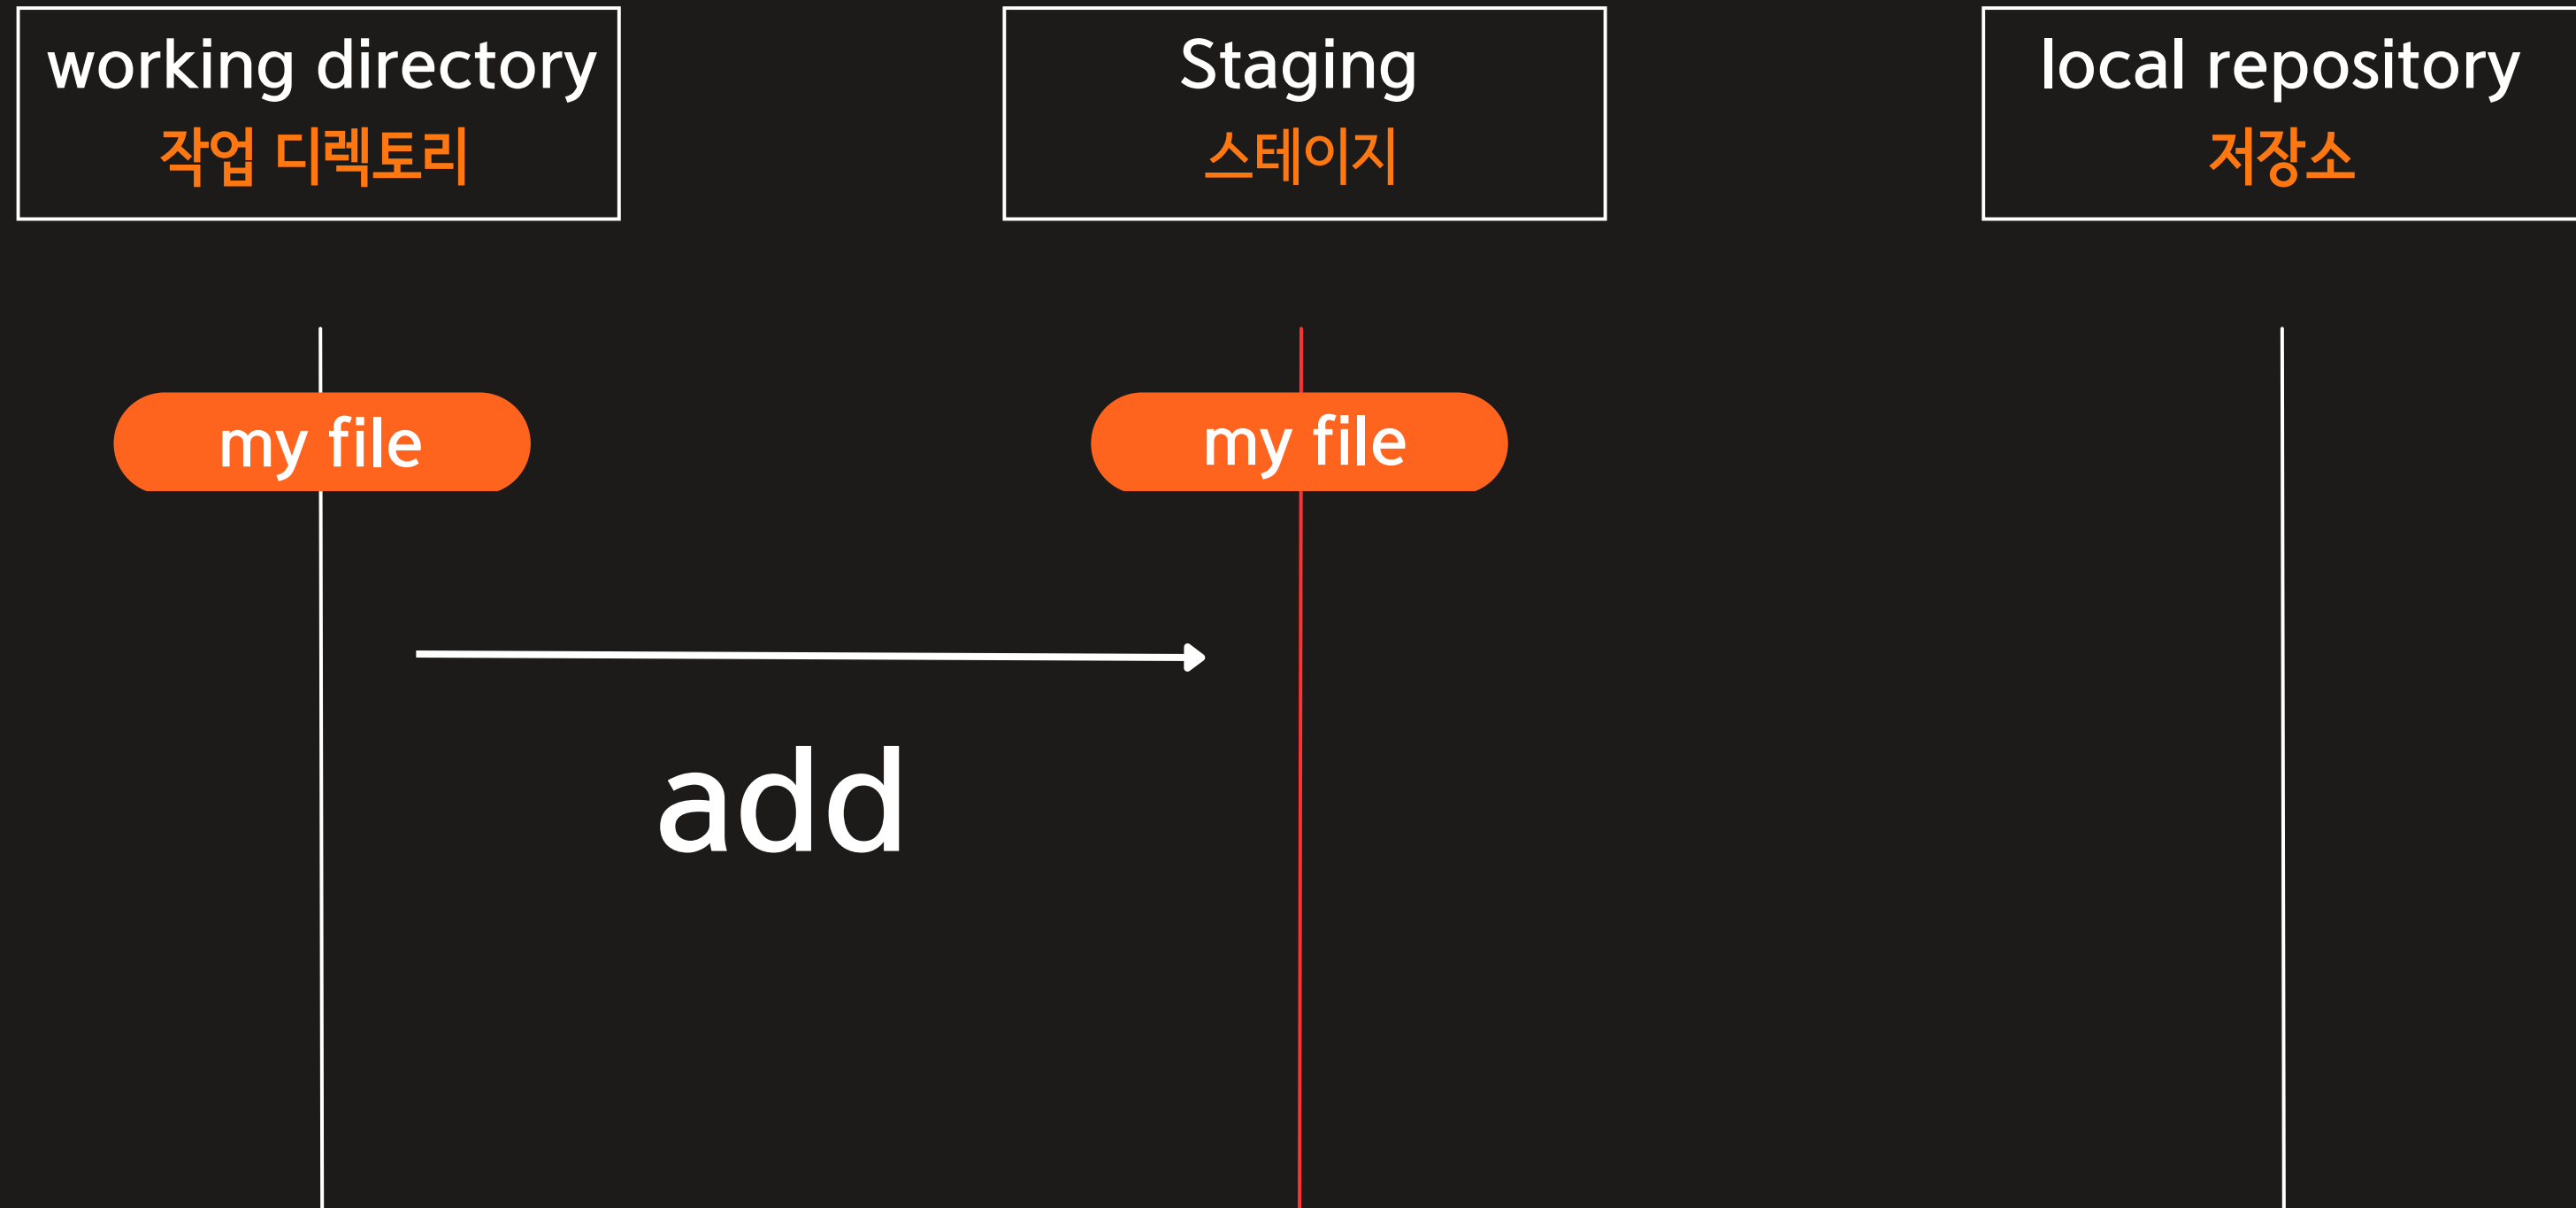 working directory
작업 디렉토리
Staging
스테이지
local repository
저장소
my file
my file
add